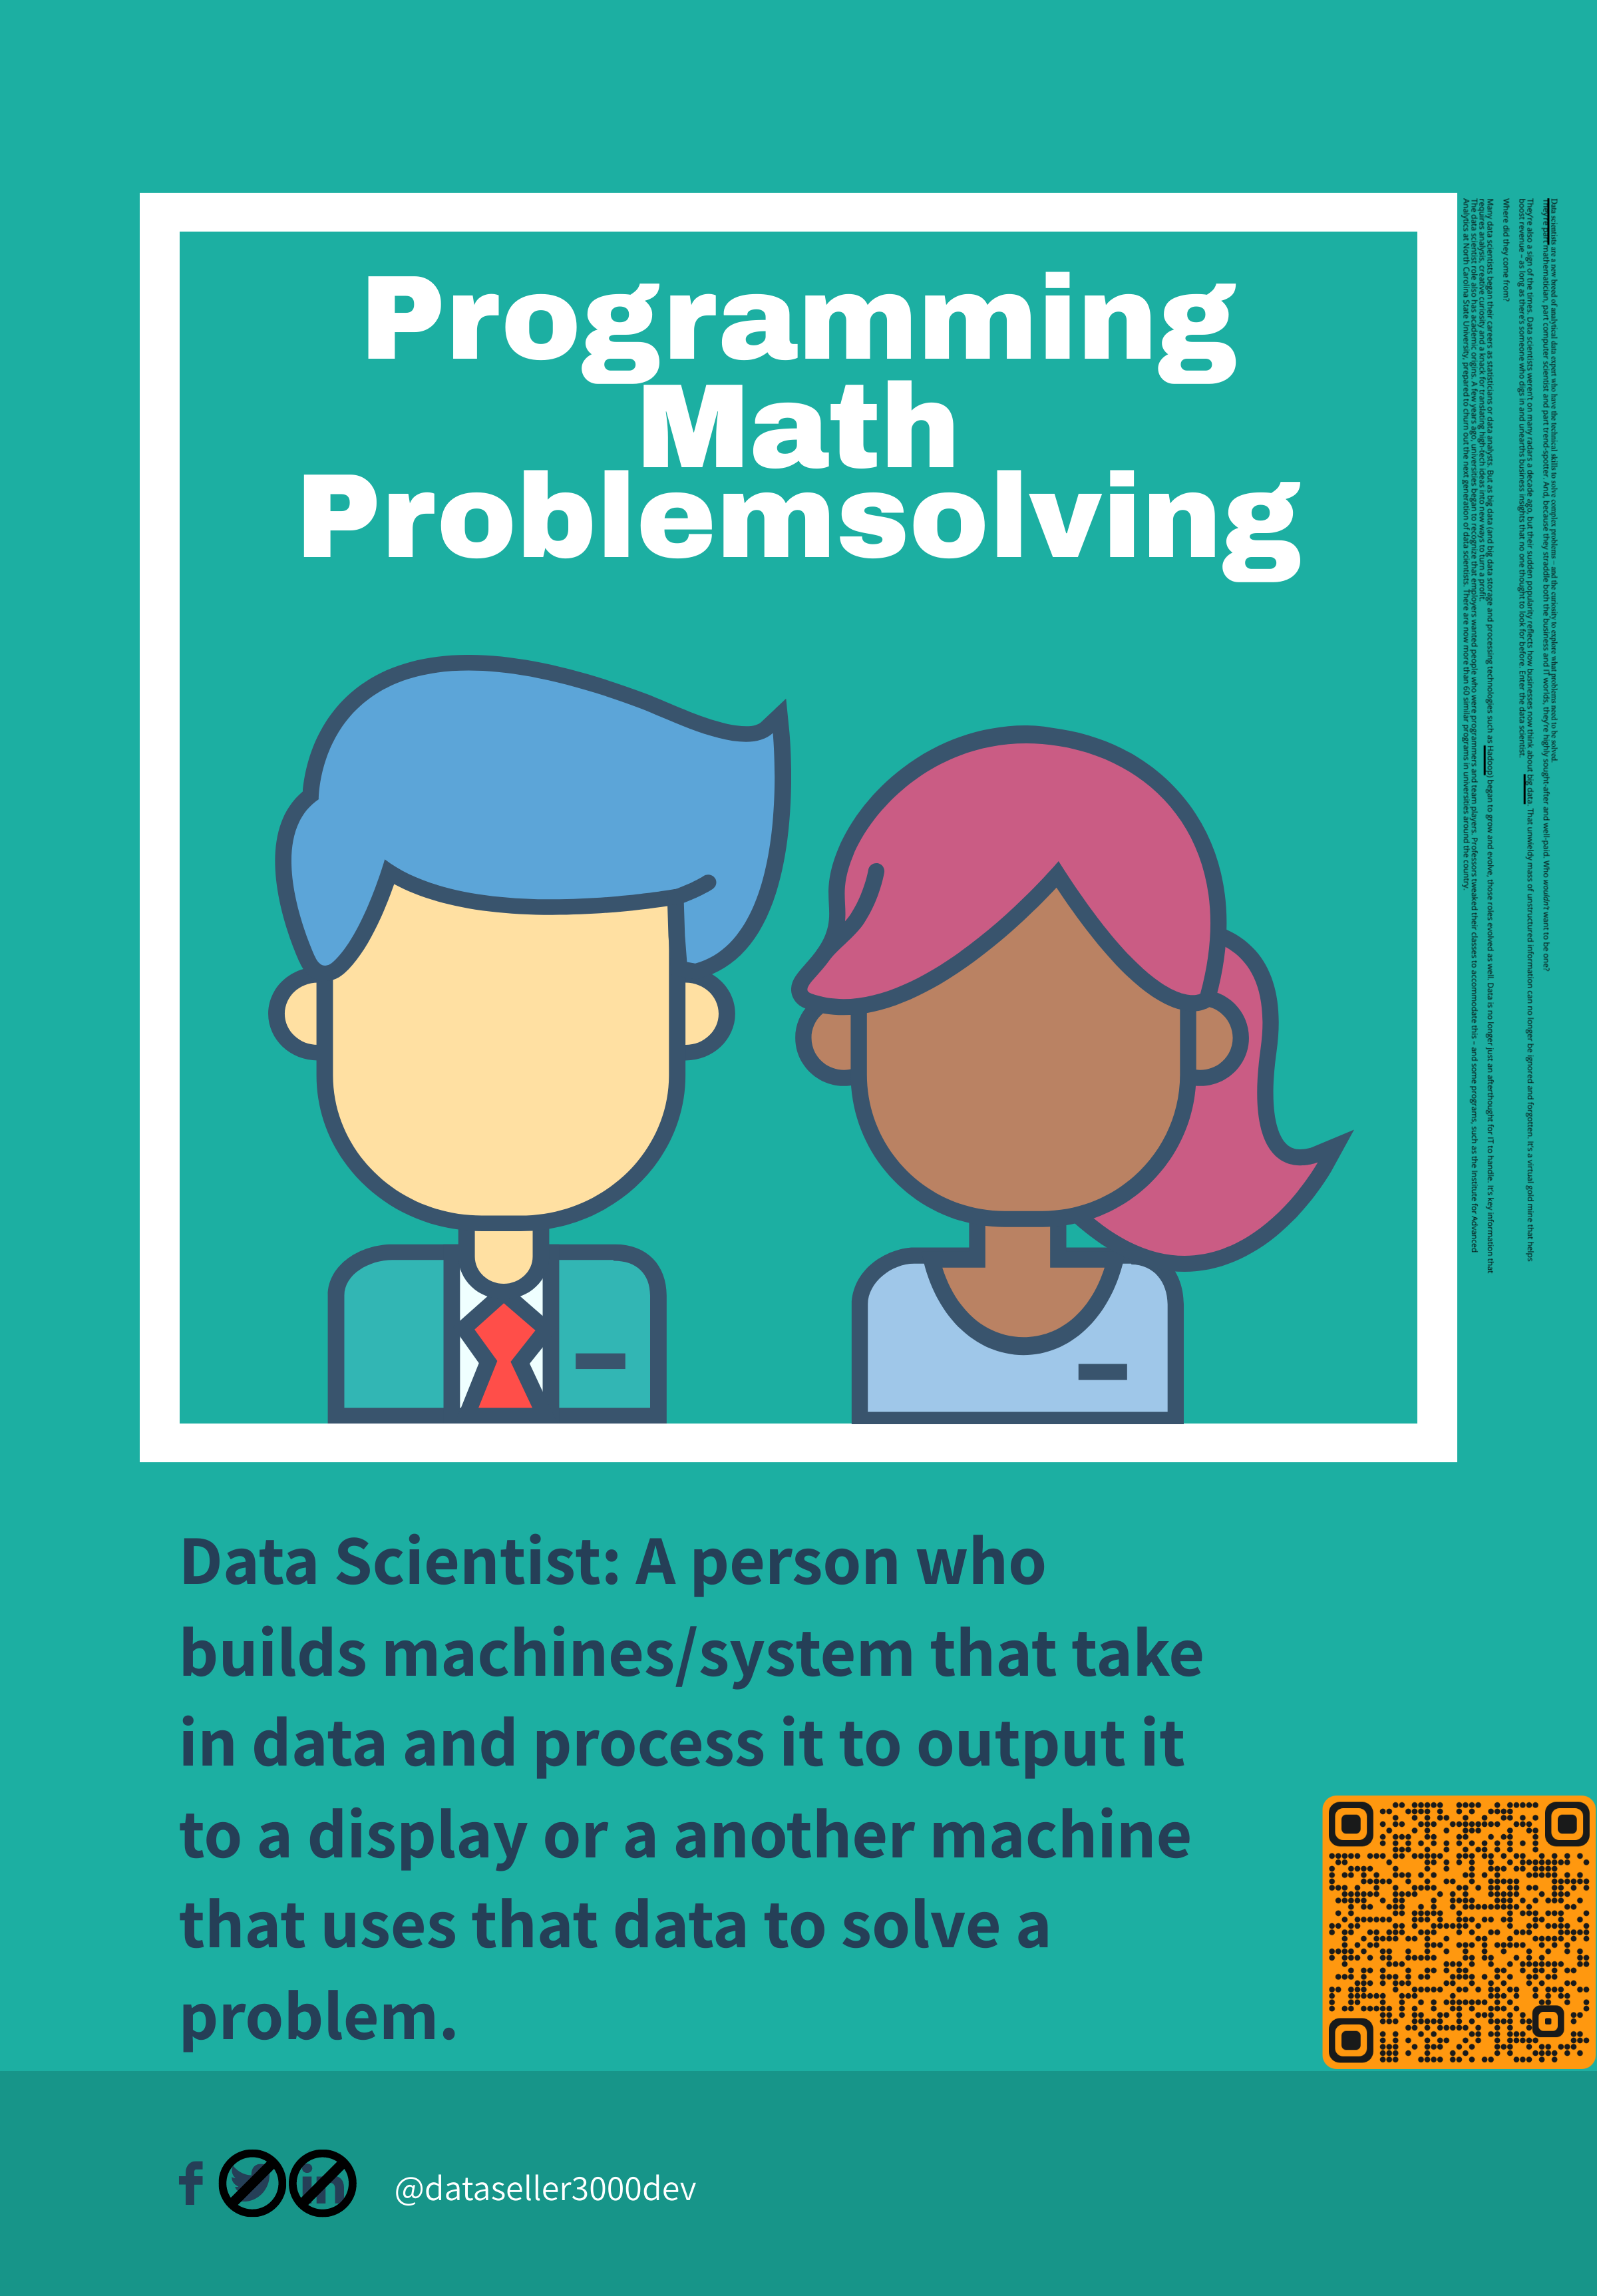 Programming
Math
Problemsolving
Data scientists are a new breed of analytical data expert who have the technical skills to solve complex problems – and the curiosity to explore what problems need to be solved.
They're part mathematician, part computer scientist and part trend-spotter. And, because they straddle both the business and IT worlds, they're highly sought-after and well-paid. Who wouldn't want to be one?
They're also a sign of the times. Data scientists weren't on many radars a decade ago, but their sudden popularity reflects how businesses now think about big data. That unwieldy mass of unstructured information can no longer be ignored and forgotten. It's a virtual gold mine that helps
boost revenue – as long as there's someone who digs in and unearths business insights that no one thought to look for before. Enter the data scientist.
Where did they come from?
Many data scientists began their careers as statisticians or data analysts. But as big data (and big data storage and processing technologies such as Hadoop) began to grow and evolve, those roles evolved as well. Data is no longer just an afterthought for IT to handle. It's key information that
requires analysis, creative curiosity and a knack for translating high-tech ideas into new ways to turn a profit.
The data scientist role also has academic origins. A few years ago, universities began to recognize that employers wanted people who were programmers and team players. Professors tweaked their classes to accommodate this – and some programs, such as the Institute for Advanced
Analytics at North Carolina State University, prepared to churn out the next generation of data scientists. There are now more than 60 similar programs in universities around the country.
Data Scientist: A person who
builds machines/system that take
in data and process it to output it
to a display or a another machine
that uses that data to solve a
problem.
f in @dataseller3000dev